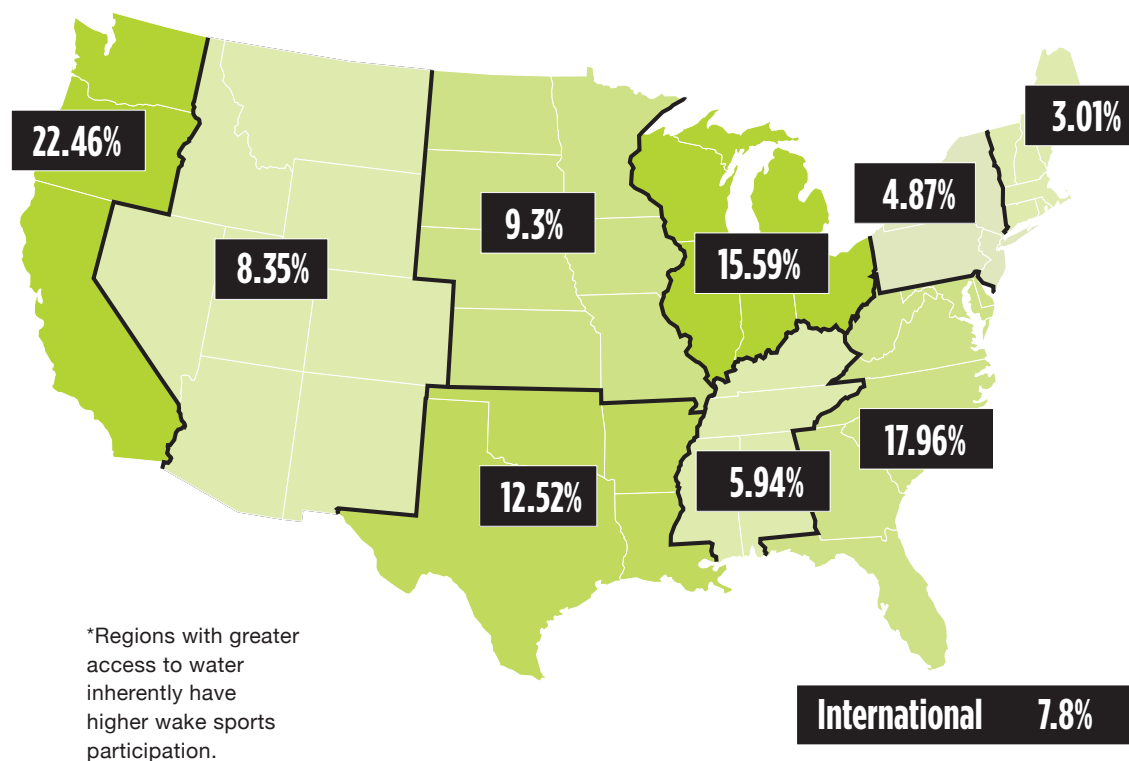 3.01%
22.46%
4.87%
9.3%
8.35%
15.59%
17.96%
5.94%
12.52%
*Regions with greater
access to water
inherently have
higher wake sports
participation.
International 7.8%